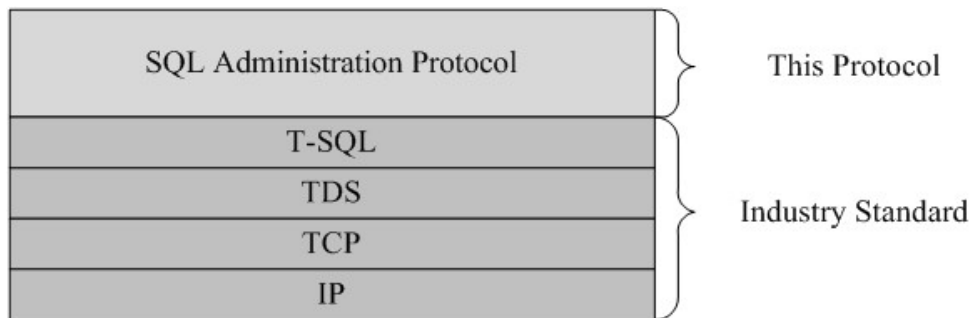 SQL Administration Protocol
This Protocol
T-SQL
TDS
TCP
IP
Industry Standard